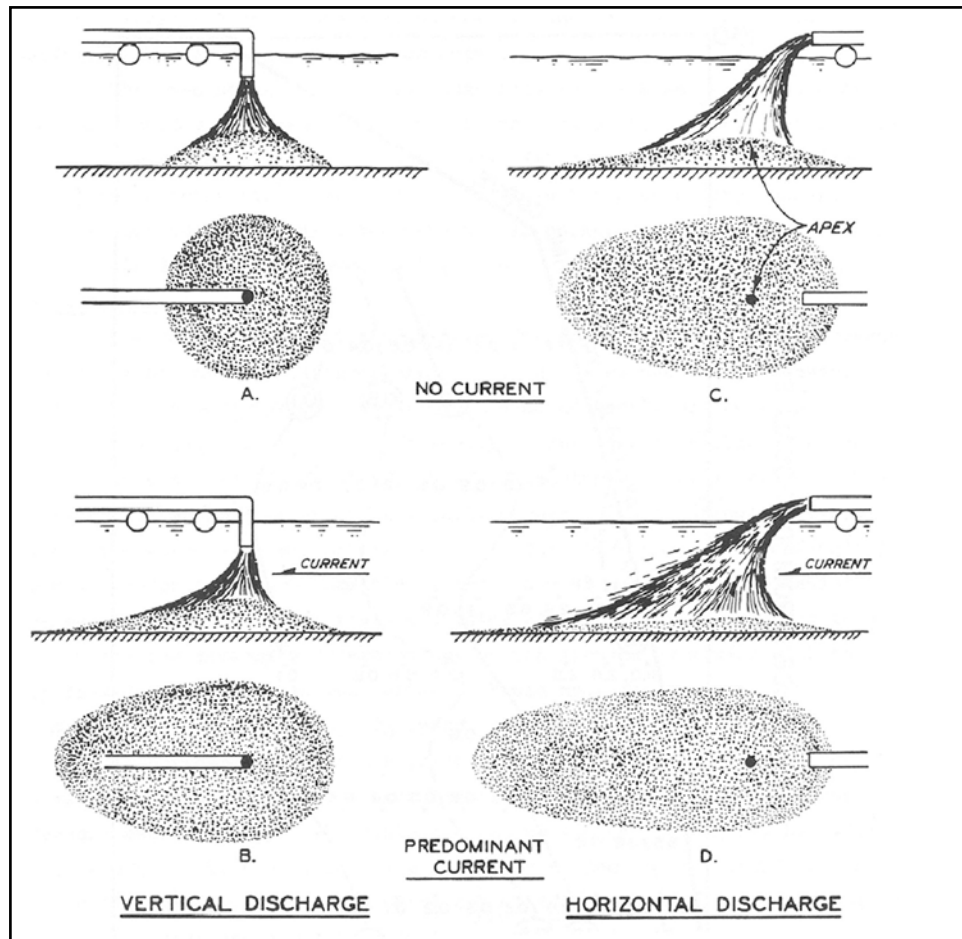 APEX
A.
NO CURRENT
C.
CURRENT
CURRENT
B.
PREDOMINANT
CURRENT
D.
VERTICAL DISCHARGE
HORIZONTAL DISCHARGE